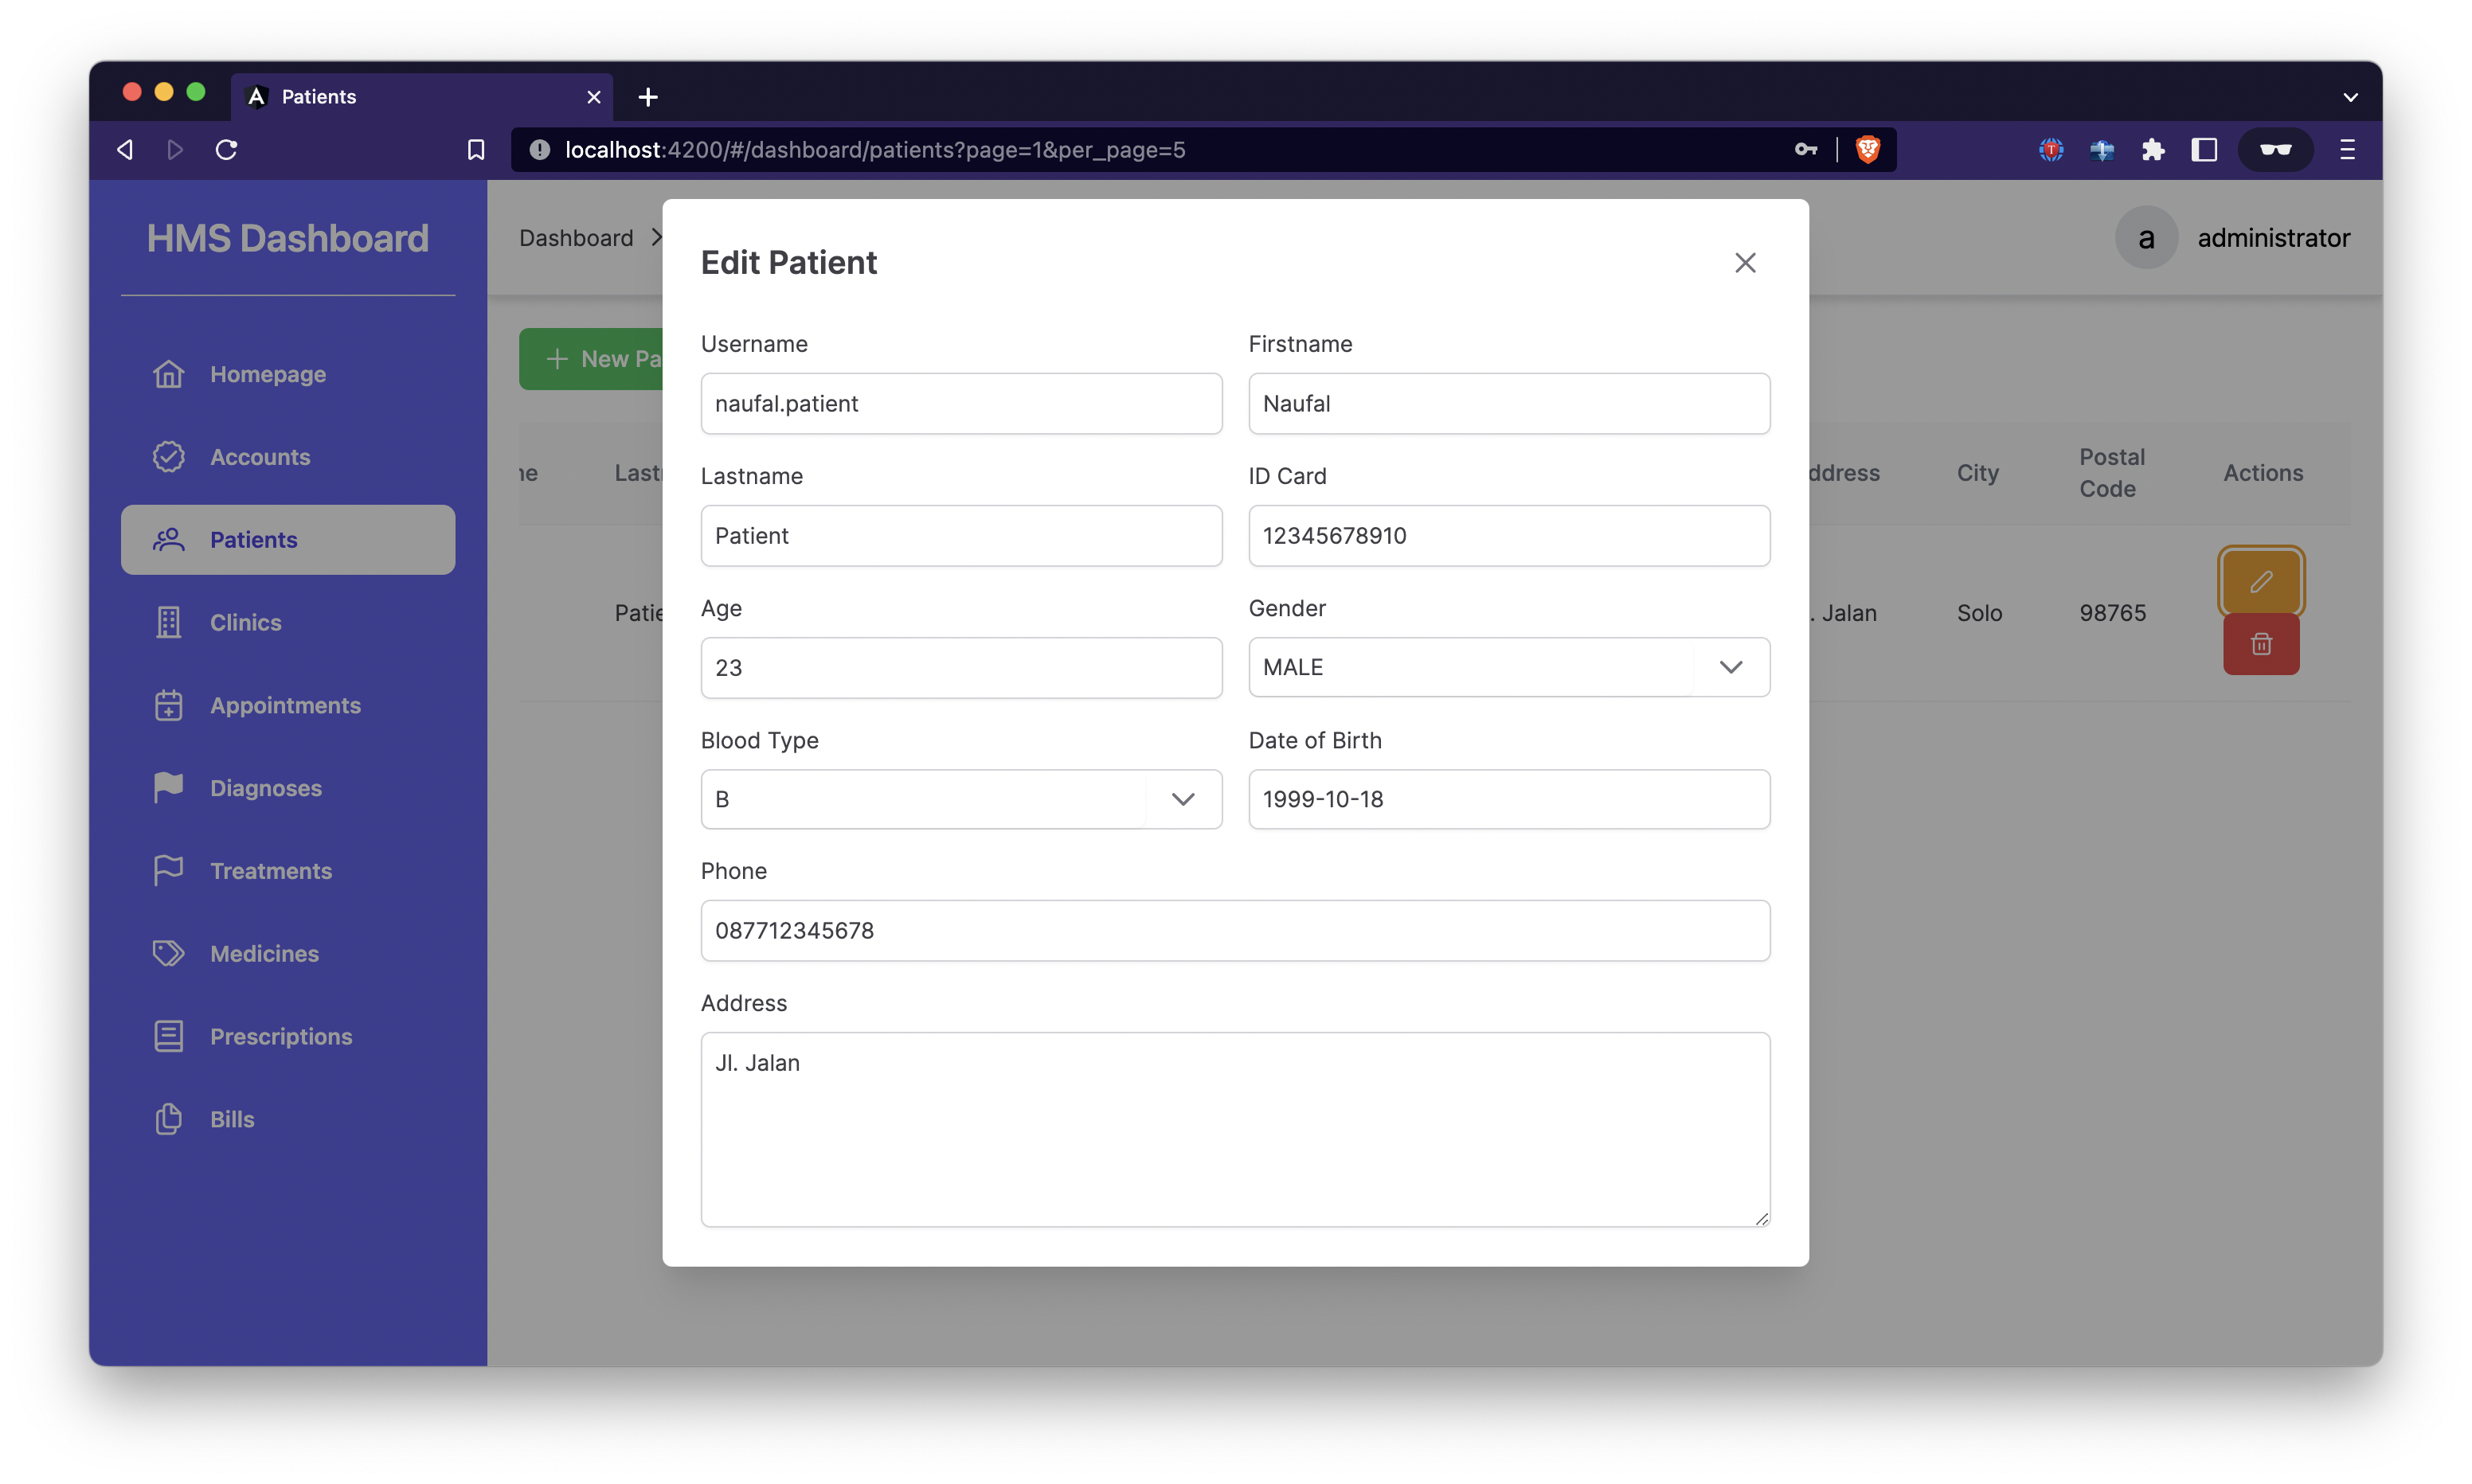 Patients
localhost:4200/#/dashboard/patients?page=1&per_page=5
HMS Dashboard
Homepage
Accounts
Patients
Clinics
Appointments
Diagnoses
Treatments
Medicines
Prescriptions
Bills
Dashboard
a administrator
New Pa
ne Last ddress City Postal Code Actions
Patie . Jalan Solo 98765
Edit Patient
Username Firstname
naufal.patient Naufal
Lastname ID Card
Patient 12345678910
Age Gender
23 MALE
Blood Type Date of Birth
B 1999-10-18
Phone
087712345678
Address
Jl. Jalan